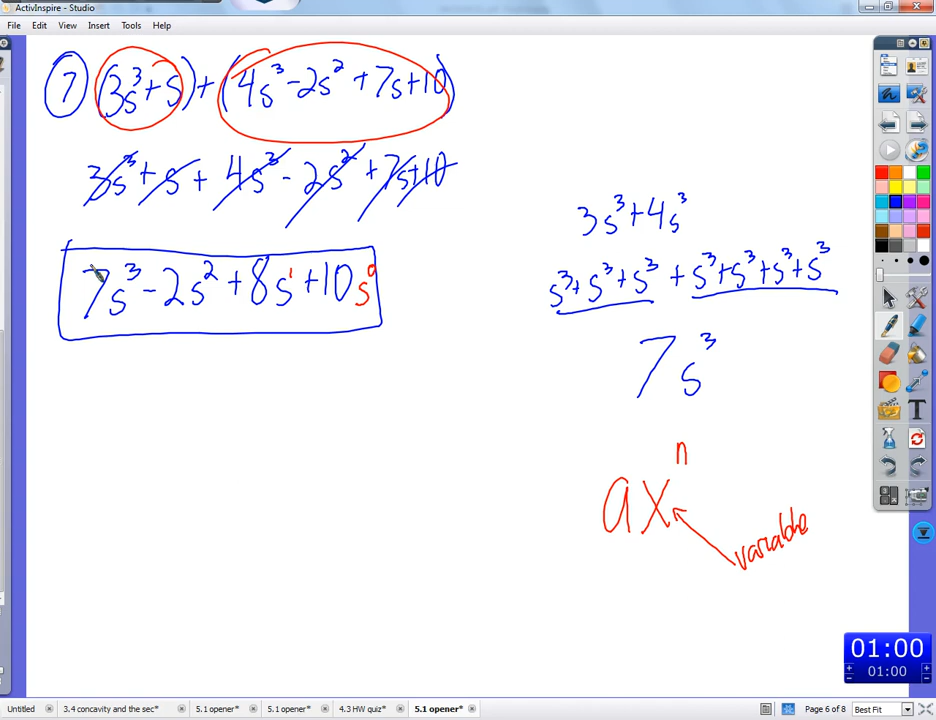 ActivInspire - Studio
File Edit View Insert Tools Help
7 (3s³+s)+(4s³-2s²+7s+10)
3s³+s+4s³-2s²+7s+10
7s³-2s²+8s¹+10s⁰
3s³+4s³
s³+s³+s³ + s³+s³+s³+s³
7s³
axⁿ
variable
01:00
01:00
Untitled 3.4 concavity and the sec* 5.1 opener* 5.1 opener* 4.3 HW quiz* 5.1 opener* Page 6 of 8 Best Fit